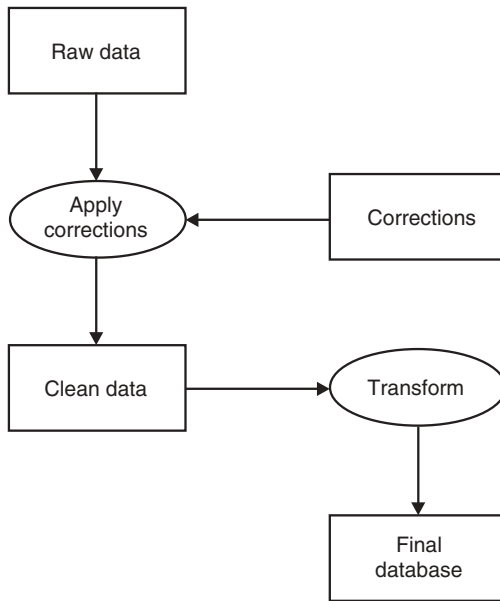 Raw data
Apply
corrections
Corrections
Clean data
Transform
Final
database